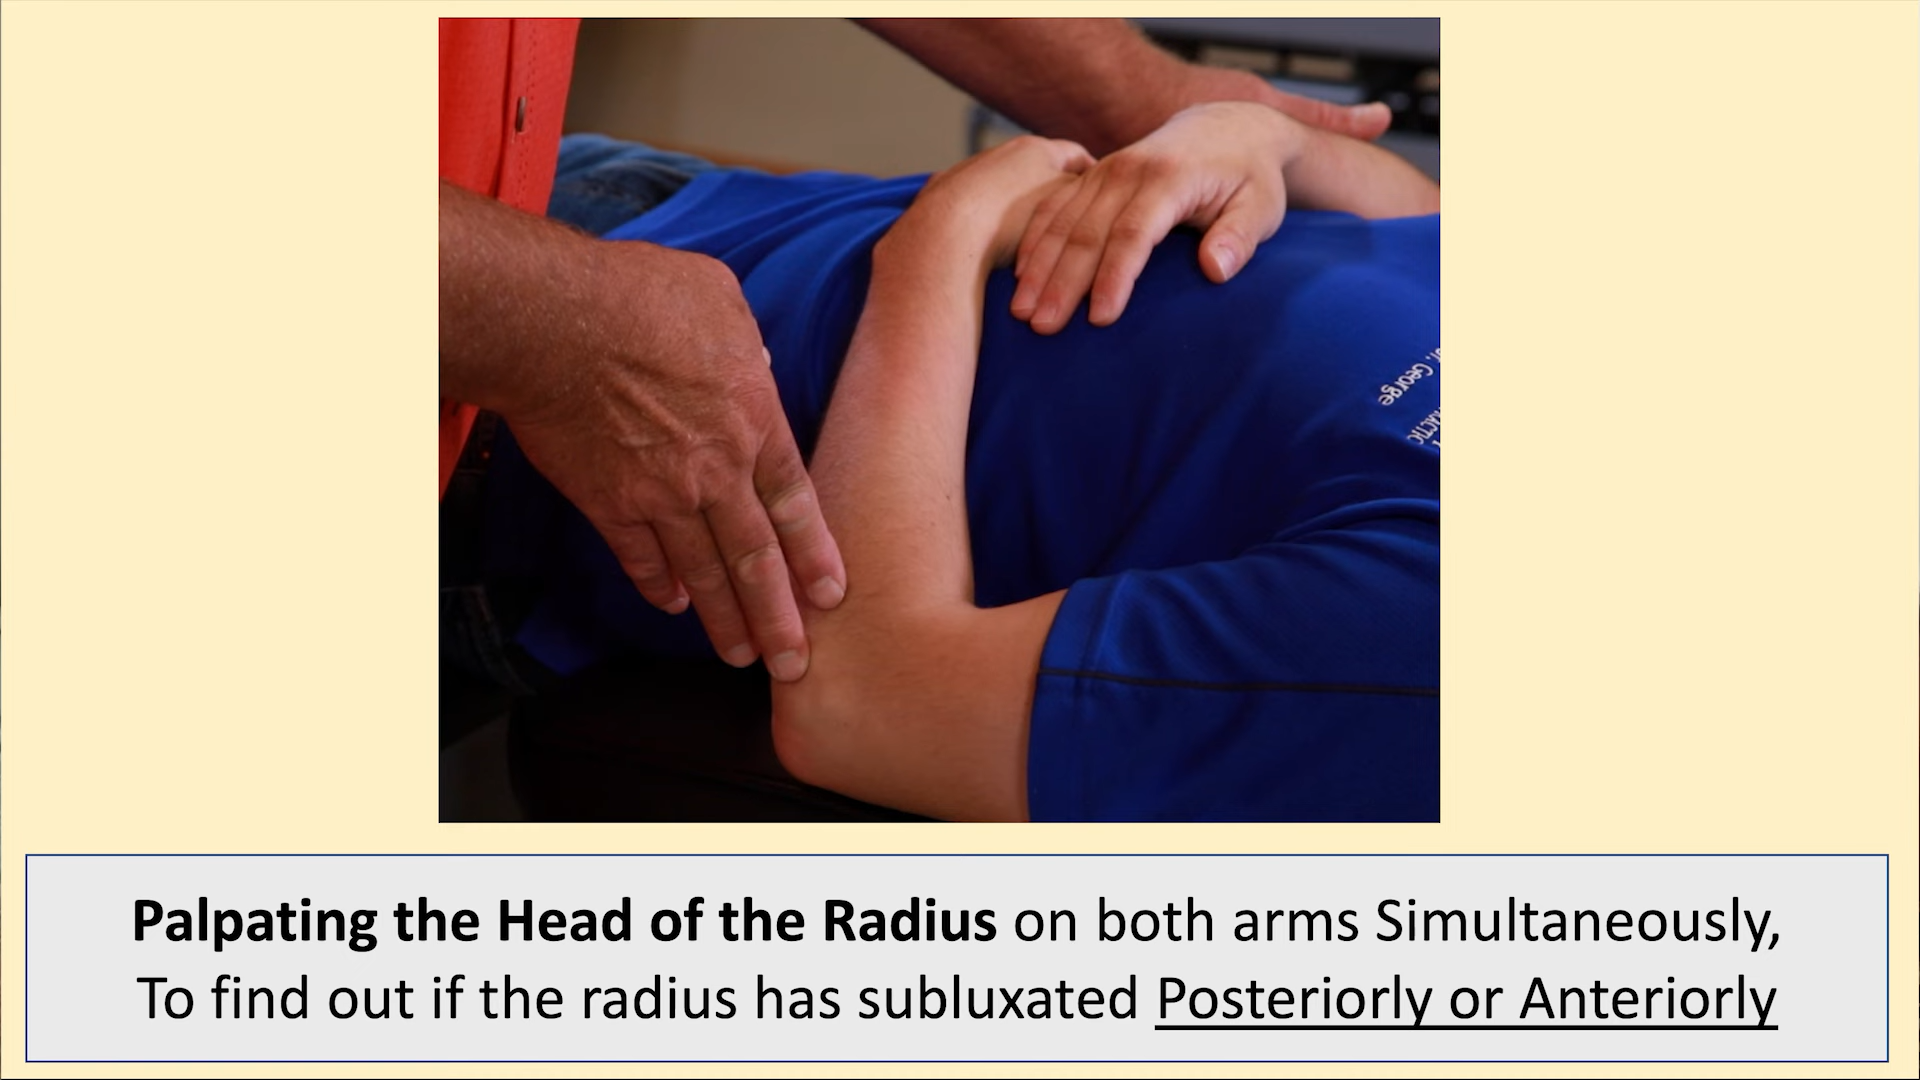 George
Palpating the Head of the Radius on both arms Simultaneously,
To find out if the radius has subluxated Posteriorly or Anteriorly